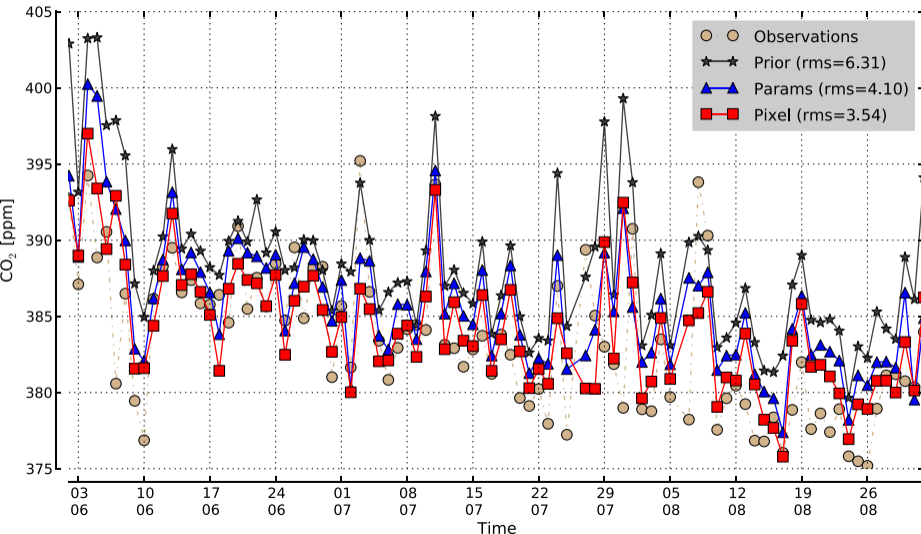 405
400
395
390
385
380
375
CO₂ [ppm]
Observations
Prior (rms=6.31)
Params (rms=4.10)
Pixel (rms=3.54)
03 10 17 24 01 08 15 22 29 05 12 19 26
06 06 06 06 07 07 07 07 07 08 08 08 08
Time